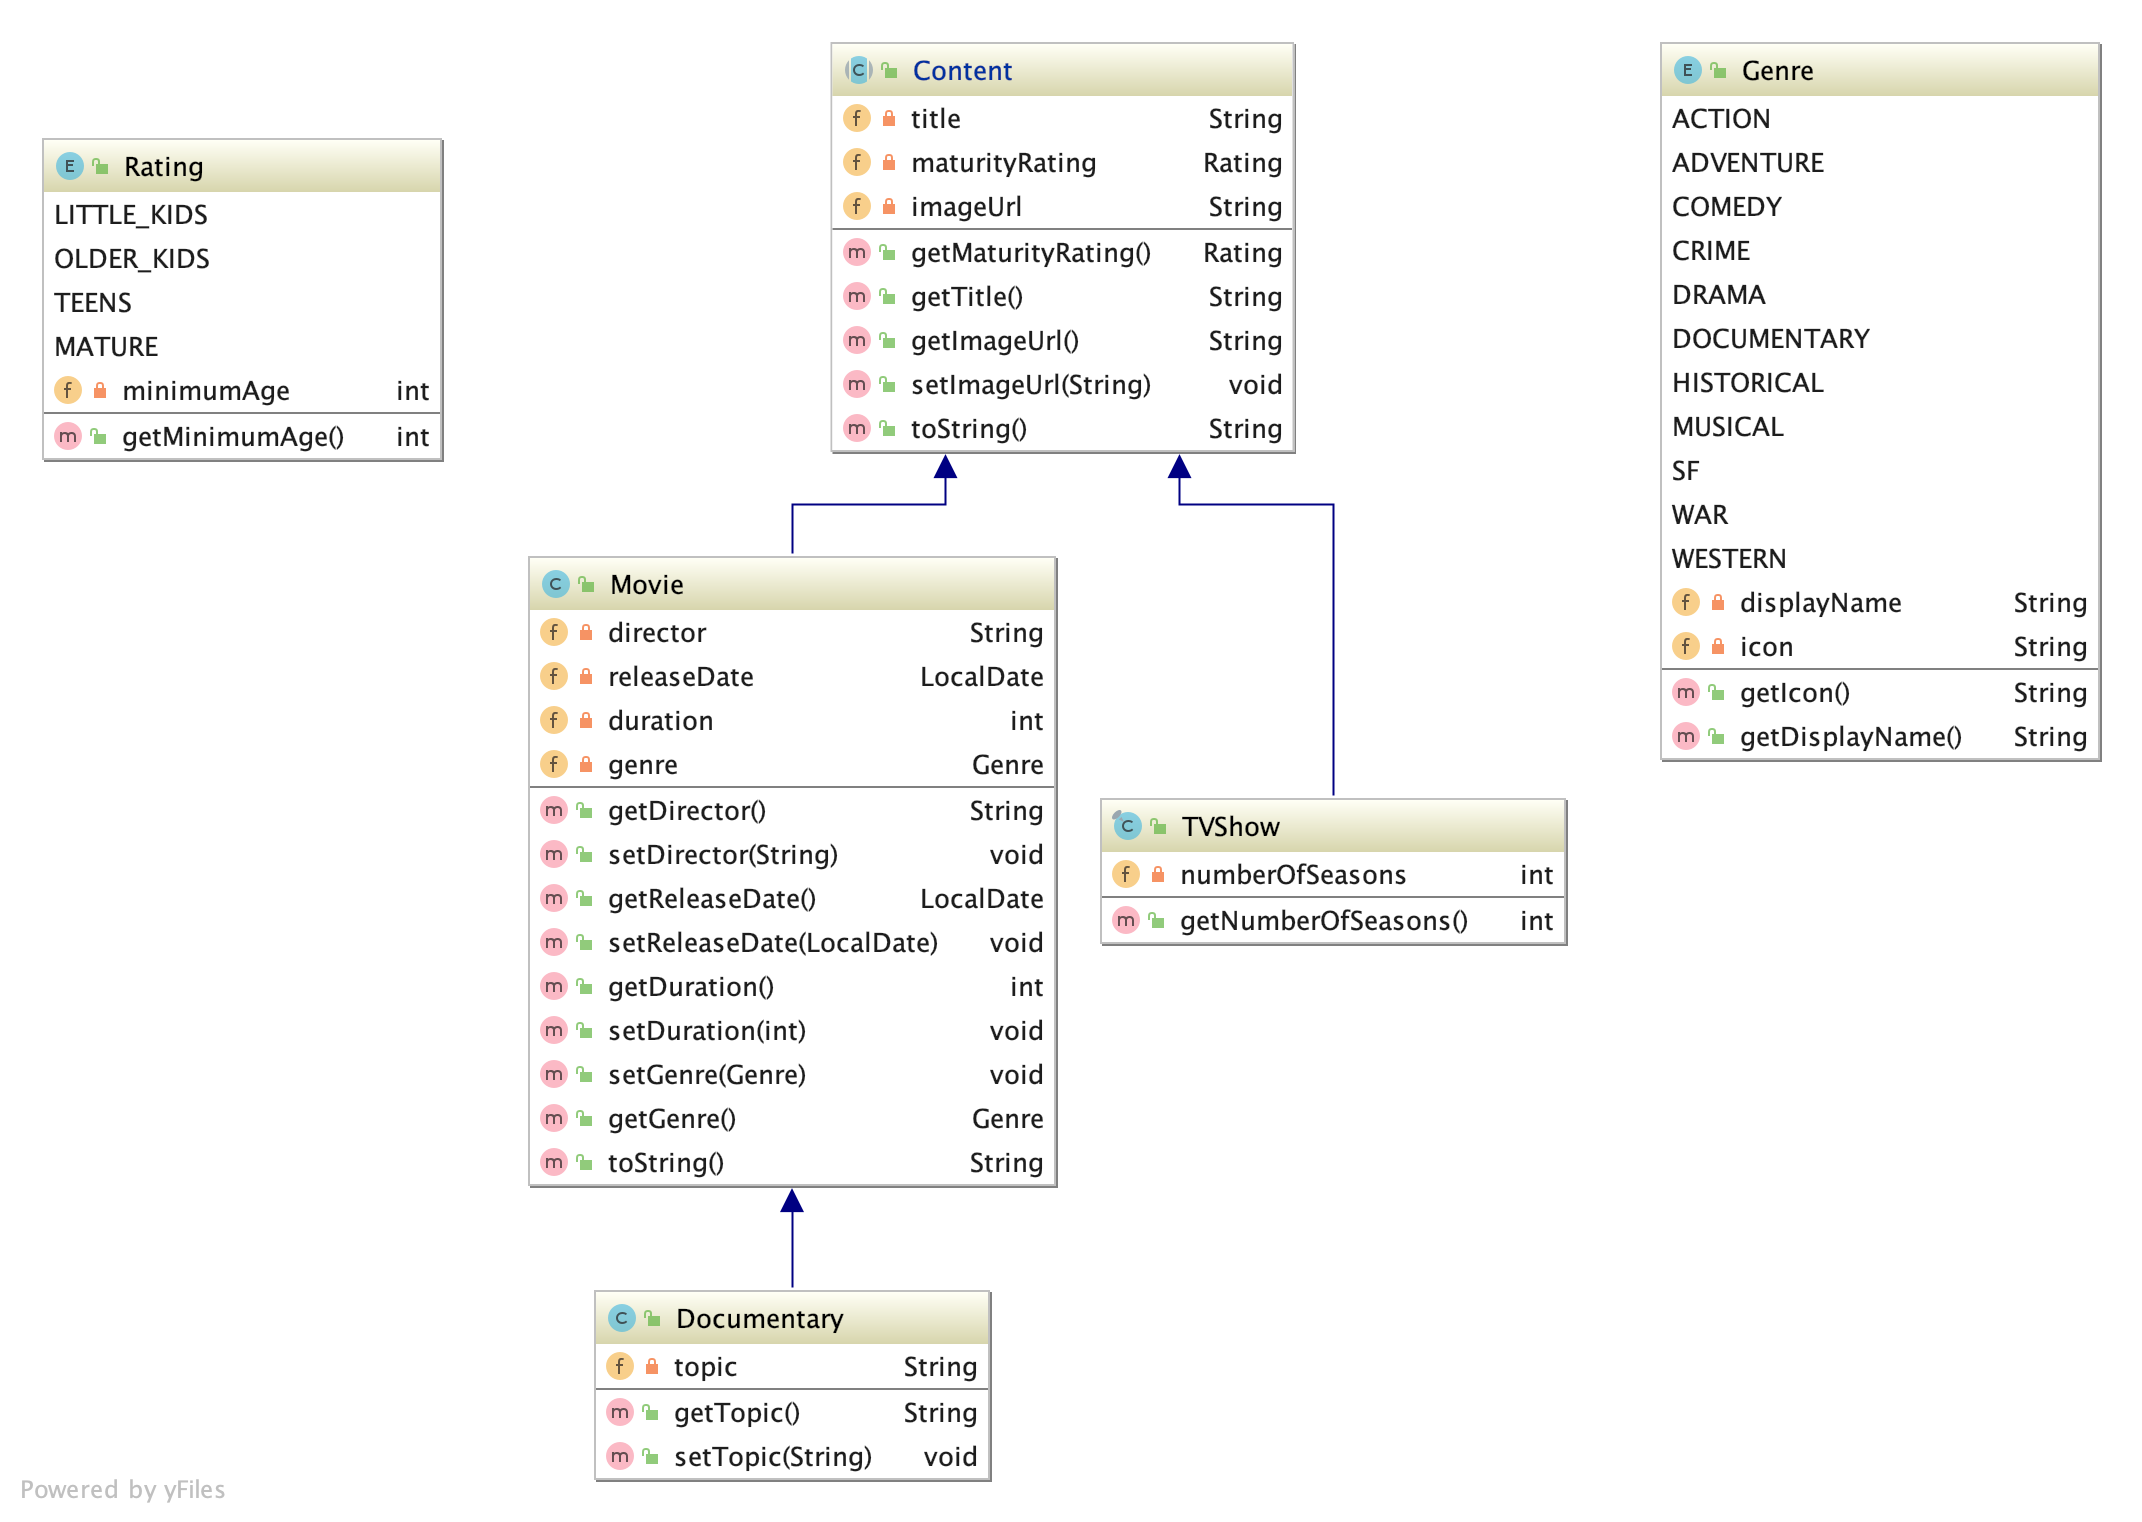 E Rating
LITTLE_KIDS
OLDER_KIDS
TEENS
MATURE
f minimumAge int
m getMinimumAge() int
C Content
f title String
f maturityRating Rating
f imageUrl String
m getMaturityRating() Rating
m getTitle() String
m getImageUrl() String
m setImageUrl(String) void
m toString() String
E Genre
ACTION
ADVENTURE
COMEDY
CRIME
DRAMA
DOCUMENTARY
HISTORICAL
MUSICAL
SF
WAR
WESTERN
f displayName String
f icon String
m getIcon() String
m getDisplayName() String
C Movie
f director String
f releaseDate LocalDate
f duration int
f genre Genre
m getDirector() String
m setDirector(String) void
m getReleaseDate() LocalDate
m setReleaseDate(LocalDate) void
m getDuration() int
m setDuration(int) void
m setGenre(Genre) void
m getGenre() Genre
m toString() String
C TVShow
f numberOfSeasons int
m getNumberOfSeasons() int
C Documentary
f topic String
m getTopic() String
m setTopic(String) void
Powered by yFiles